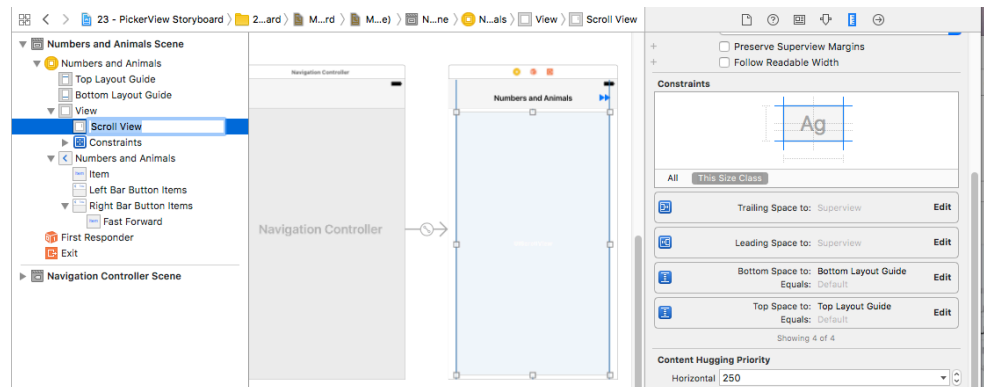 23 - PickerView Storyboard
2...ard
M...rd
M...e)
N...ne
N...als
View
Scroll View
Numbers and Animals Scene
Numbers and Animals
Top Layout Guide
Bottom Layout Guide
View
Scroll View
Constraints
Numbers and Animals
Item
Left Bar Button Items
Right Bar Button Items
Fast Forward
First Responder
Exit
Navigation Controller Scene
Navigation Controller
Navigation Controller
Numbers and Animals
Preserve Superview Margins
Follow Readable Width
Constraints
Ag
All This Size Class
Trailing Space to: Superview Edit
Leading Space to: Superview Edit
Bottom Space to: Bottom Layout Guide
Equals: Default
Edit
Top Space to: Top Layout Guide
Equals: Default
Edit
Showing 4 of 4
Content Hugging Priority
Horizontal 250